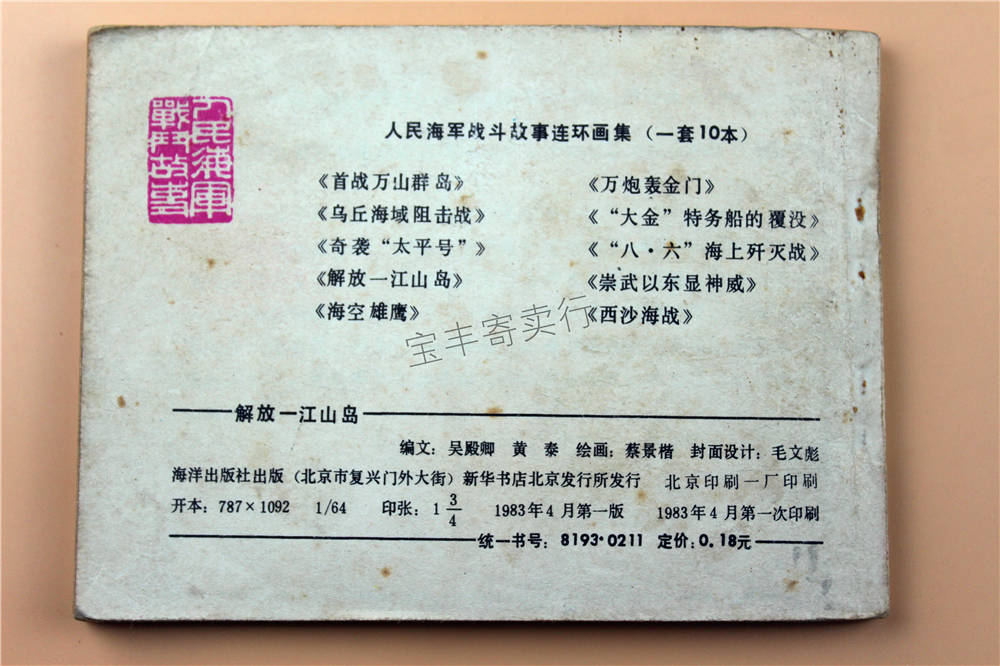 人民海军
戰鬥故事
人民海军战斗故事连环画集（一套10本）
《首战万山群岛》 《万炮轰金门》
《乌丘海域阻击战》 《“大金”特务船的覆没》
《奇袭“太平号”》 《“八·六”海上歼灭战》
《解放一江山岛》 《崇武以东显神威》
《海空雄鹰》 《西沙海战》
宝丰寄卖行
解放一江山岛
编文：吴殿卿 黄泰 绘画：蔡景楷 封面设计：毛文彪
海洋出版社出版（北京市复兴门外大街）新华书店北京发行所发行 北京印刷一厂印刷
开本：787×1092 1/64 印张：1 3/4 1983年4月第一版 1983年4月第一次印刷
统一书号：8193·0211 定价：0.18元